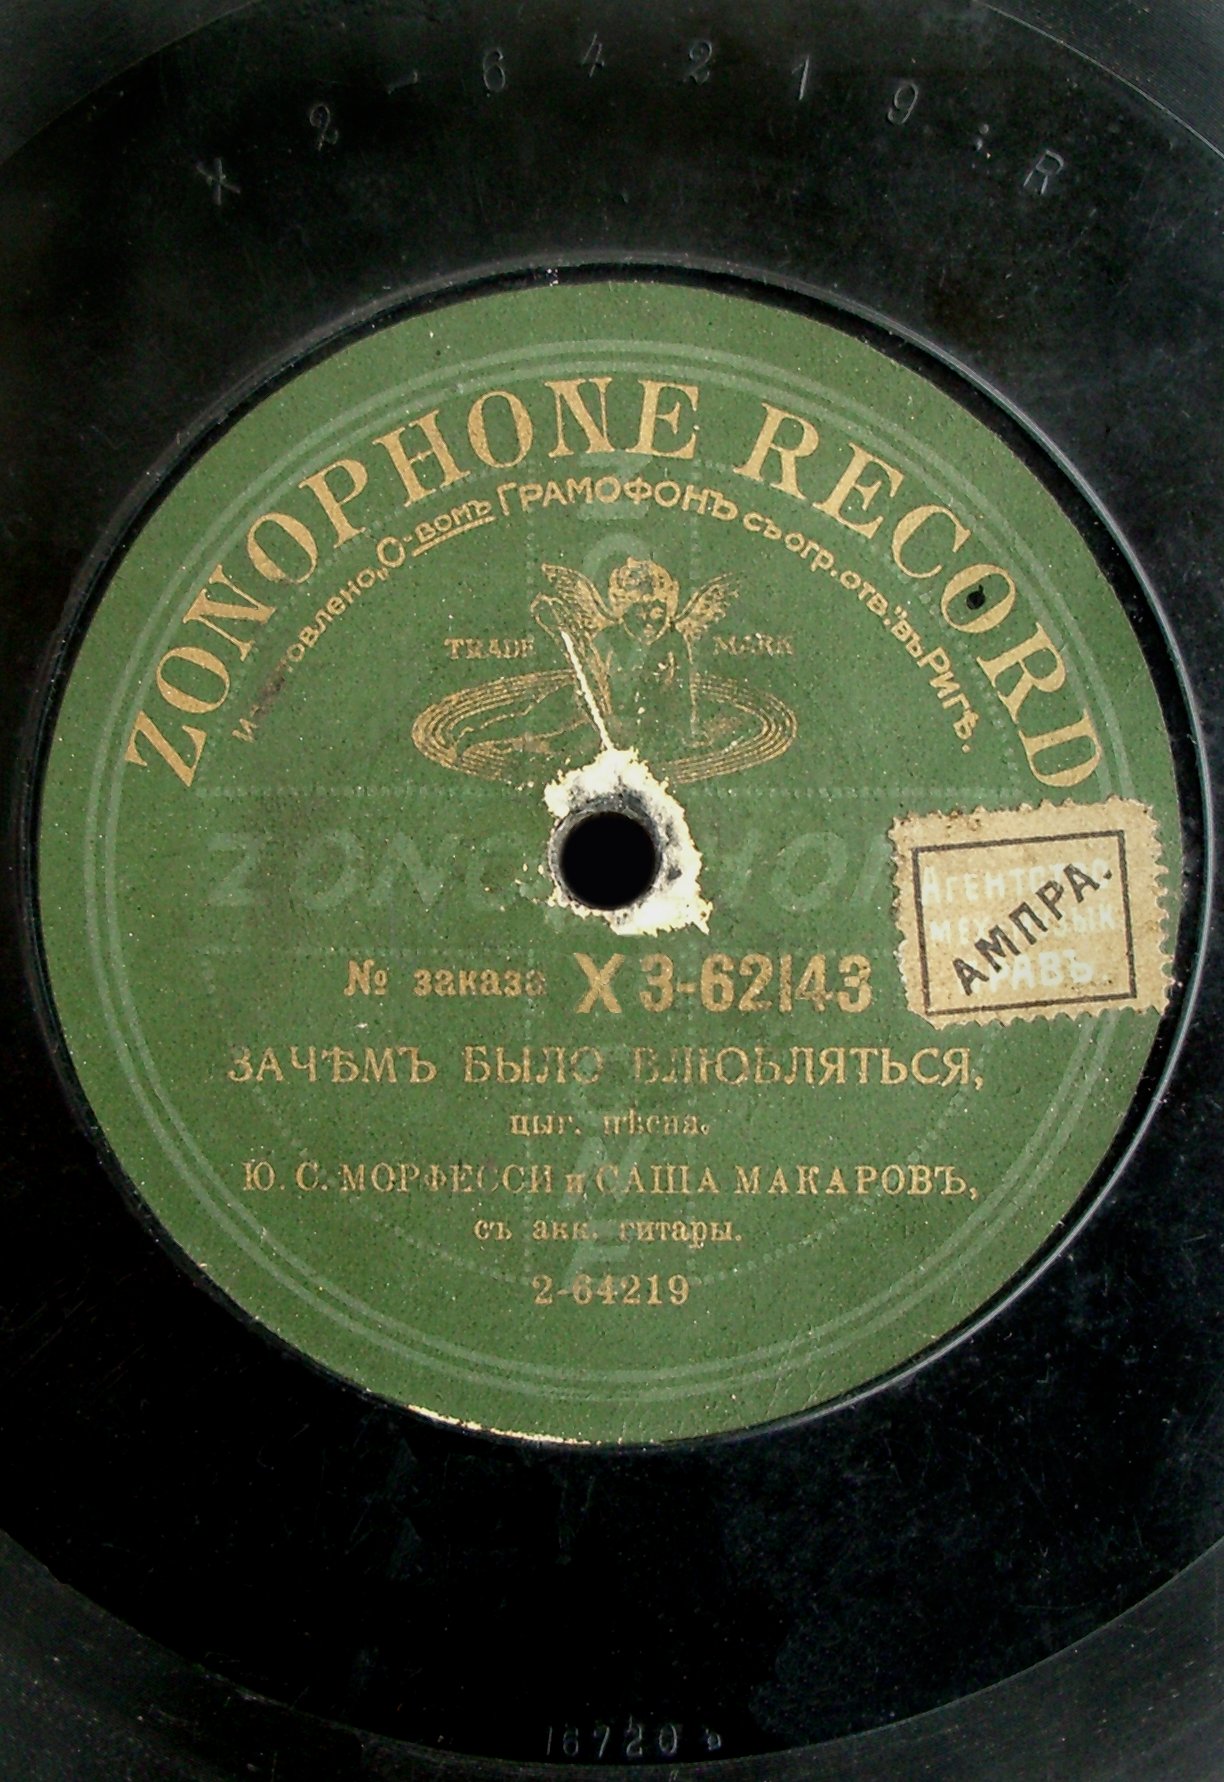 X 2-64219 R
ZONOPHONE RECORD
Изготовлено „О-вомъ ГРАМОФОНЪ съ огр. отв.“ въ РИГѢ.
TRADE MARK
ZONOPHONE
АГЕНТСТВО
АМПРА.
№ заказа X 3-62143
ЗАЧѢМЪ БЫЛО ВЛЮБЛЯТЬСЯ,
цыг. пѣсня.
Ю. С. МОРФЕССИ и САША МАКАРОВЪ,
съ акк. гитары.
2-64219
16720 b